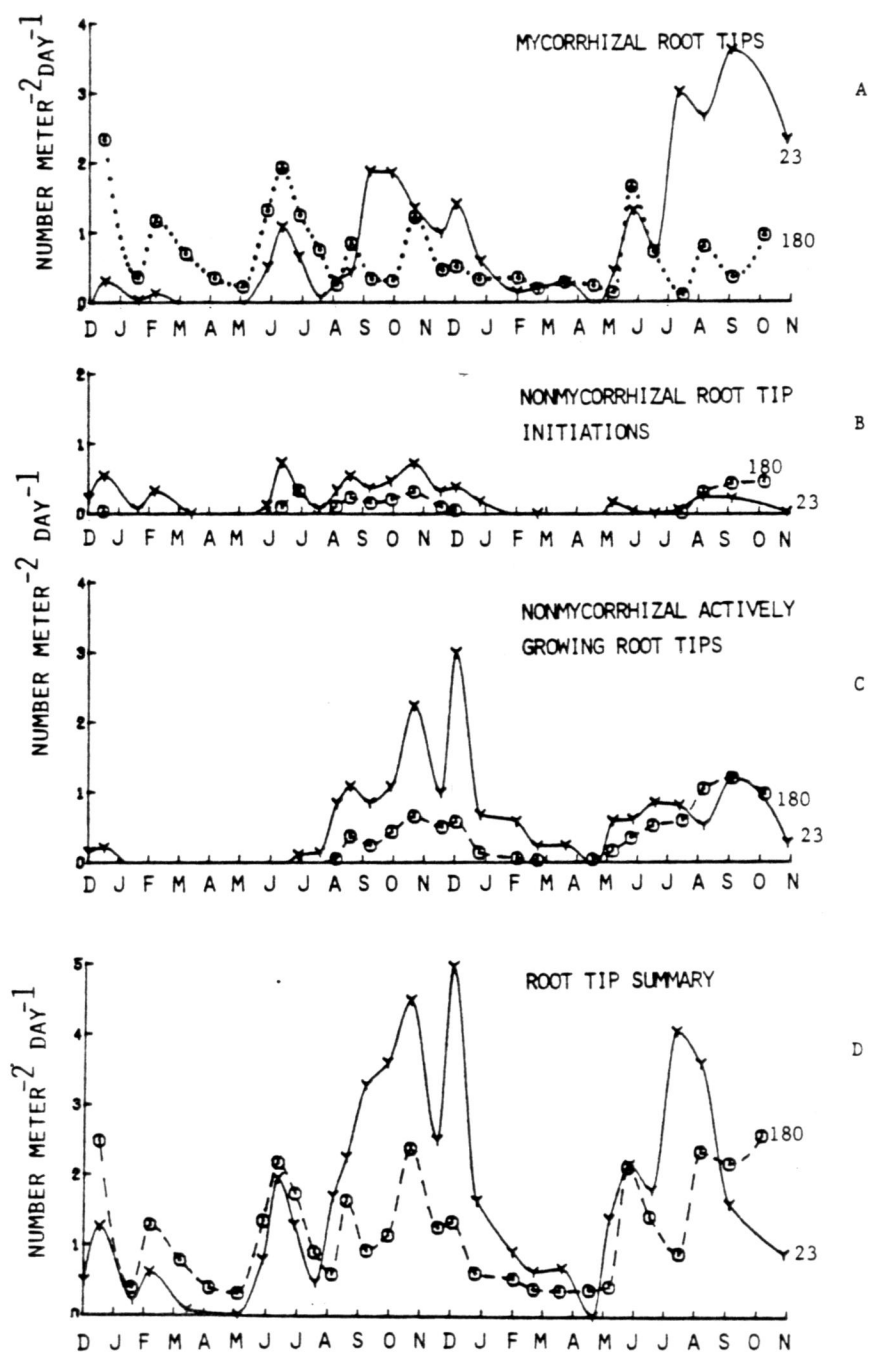 NUMBER METER-2 DAY-1
4
3
2
1
0
MYCORRHIZAL ROOT TIPS
A
23
180
D J F M A M J J A S O N D J F M A M J J A S O N
NUMBER METER-2 DAY-1
2
1
0
NONMYCORRHIZAL ROOT TIP
INITIATIONS
B
180
23
D J F M A M J J A S O N D J F M A M J J A S O N
4
3
2
1
0
NONMYCORRHIZAL ACTIVELY
GROWING ROOT TIPS
C
180
23
D J F M A M J J A S O N D J F M A M J J A S O N
NUMBER METER-2 DAY-1
5
4
3
2
1
0
ROOT TIP SUMMARY
D
180
23
D J F M A M J J A S O N D J F M A M J J A S O N